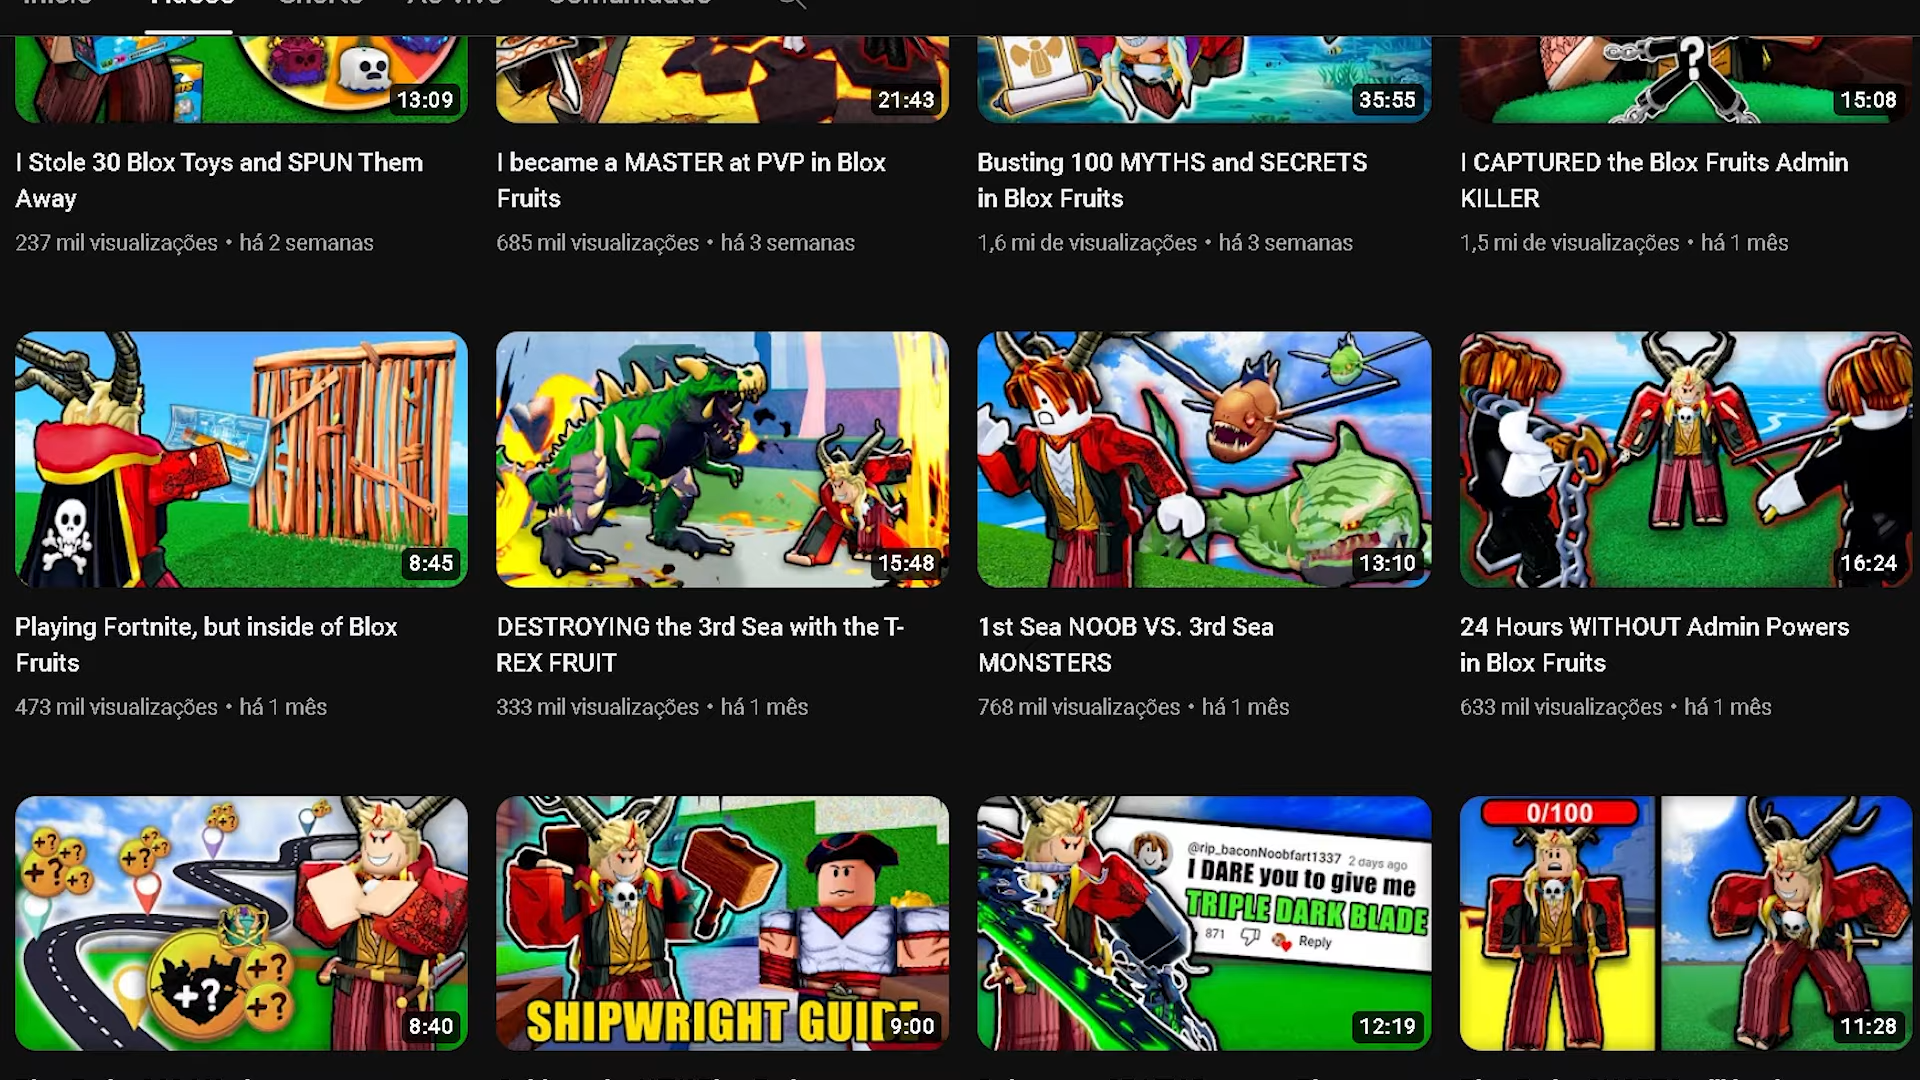 Início Vídeos Shorts Ao vivo Comunidade
13:09
21:43
35:55
?
15:08
I Stole 30 Blox Toys and SPUN Them
Away
237 mil visualizações • há 2 semanas
I became a MASTER at PVP in Blox
Fruits
685 mil visualizações • há 3 semanas
Busting 100 MYTHS and SECRETS
in Blox Fruits
1,6 mi de visualizações • há 3 semanas
I CAPTURED the Blox Fruits Admin
KILLER
1,5 mi de visualizações • há 1 mês
8:45
15:48
13:10
16:24
Playing Fortnite, but inside of Blox
Fruits
473 mil visualizações • há 1 mês
DESTROYING the 3rd Sea with the T-
REX FRUIT
333 mil visualizações • há 1 mês
1st Sea NOOB VS. 3rd Sea
MONSTERS
768 mil visualizações • há 1 mês
24 Hours WITHOUT Admin Powers
in Blox Fruits
633 mil visualizações • há 1 mês
+?
+?
+?
+?
+?
+?
+?
8:40
SHIPWRIGHT GUIDE
9:00
@rip_baconNoobfart1337 2 days ago
I DARE you to give me
TRIPLE DARK BLADE
871 Reply
12:19
0/100
11:28